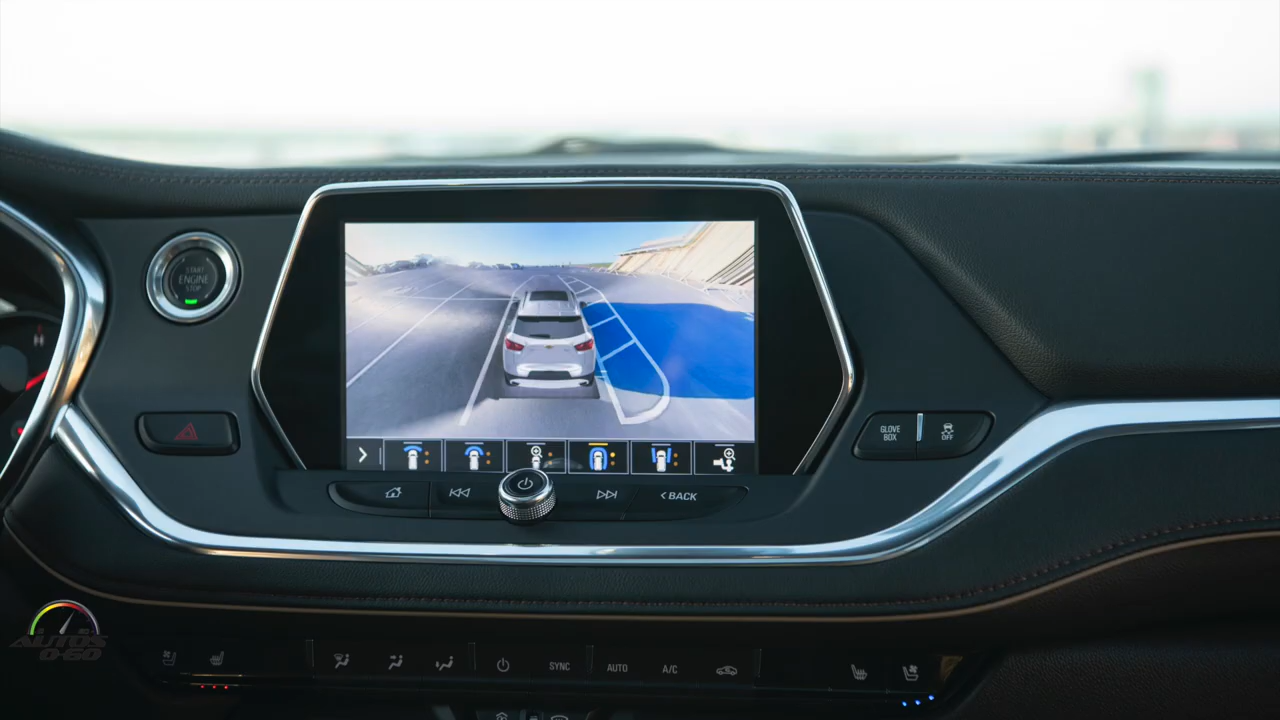 START
ENGINE
STOP
GLOVE
BOX
OFF
BACK
AUTOS
0-60
SYNC
AUTO
A/C